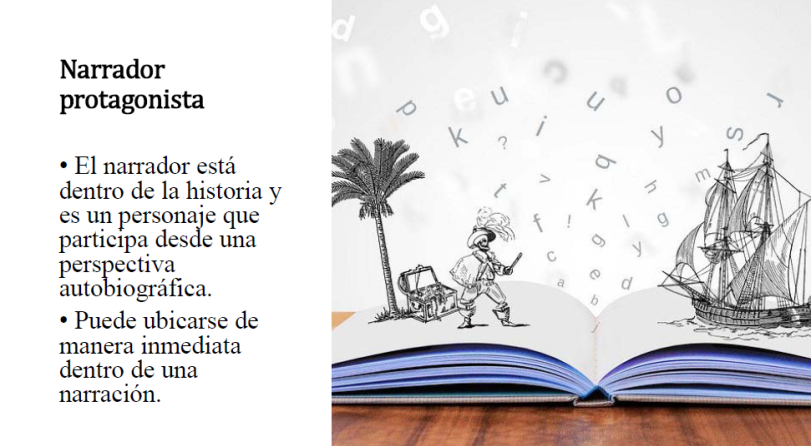 Narrador
protagonista
• El narrador está
dentro de la historia y
es un personaje que
participa desde una
perspectiva
autobiográfica.
• Puede ubicarse de
manera inmediata
dentro de una
narración.